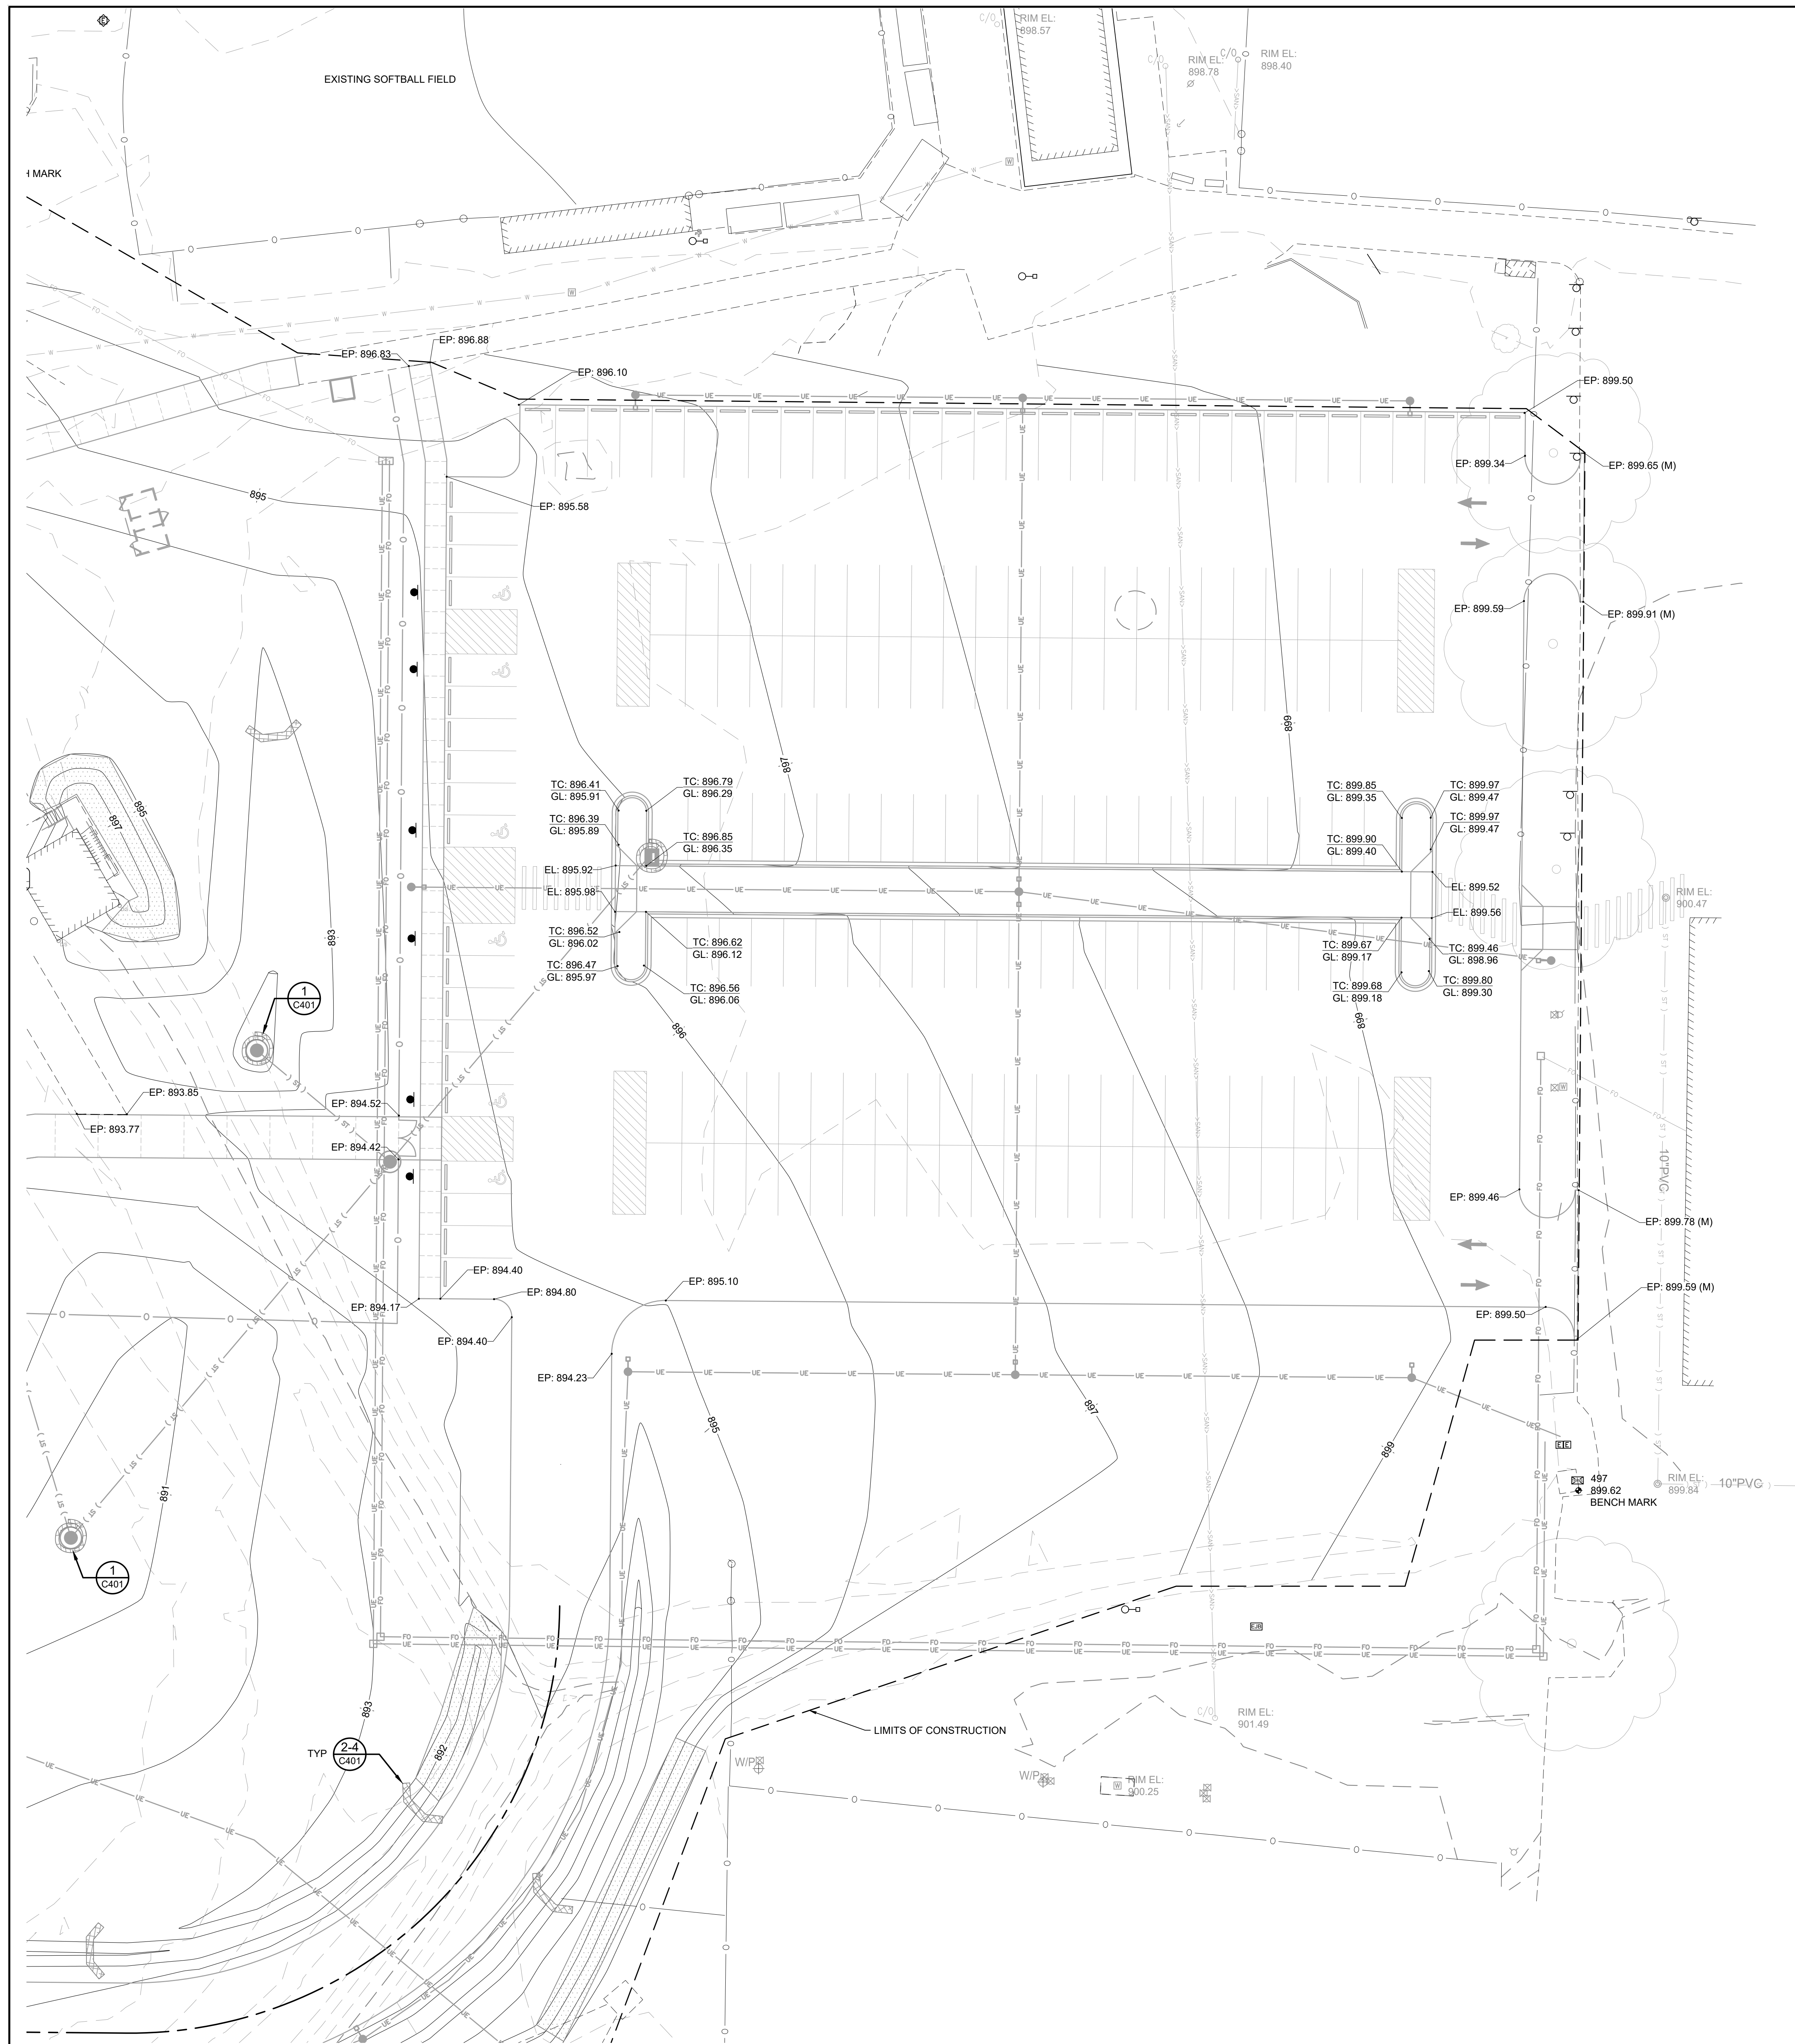 C/O
RIM EL:
898.57
C/O
RIM EL:
898.78
C/O
RIM EL:
898.40
EXISTING SOFTBALL FIELD
MARK
EP: 896.83
EP: 896.88
EP: 896.10
EP: 899.50
EP: 899.34
EP: 899.65 (M)
895
EP: 895.58
EP: 899.59
EP: 899.91 (M)
898
897
TC: 896.41
GL: 895.91
TC: 896.79
GL: 896.29
TC: 899.85
GL: 899.35
TC: 899.97
GL: 899.47
895
897
TC: 896.39
GL: 895.89
TC: 896.85
GL: 896.35
TC: 899.90
GL: 899.40
TC: 899.97
GL: 899.47
EL: 895.92
EL: 895.98
EL: 899.52
EL: 899.56
RIM EL:
900.47
893
TC: 896.52
GL: 896.02
TC: 896.62
GL: 896.12
TC: 899.67
GL: 899.17
TC: 899.46
GL: 898.96
TC: 896.47
GL: 895.97
TC: 896.56
GL: 896.06
TC: 899.68
GL: 899.18
TC: 899.80
GL: 899.30
1
C401
896
899
EP: 893.85
EP: 894.52
EP: 893.77
EP: 894.42
10"PVC
EP: 899.46
EP: 899.78 (M)
EP: 894.40
EP: 894.80
EP: 895.10
EP: 894.17
EP: 899.59 (M)
EP: 899.50
EP: 894.40
EP: 894.23
895
897
899
891
497
899.62
BENCH MARK
RIM EL:
899.84
10"PVC
1
C401
EJB
893
C/O
RIM EL:
901.49
LIMITS OF CONSTRUCTION
TYP
2-4
C401
892
W/P
W/P
W
RIM EL:
900.25
UE
FO
SAN
ST
W